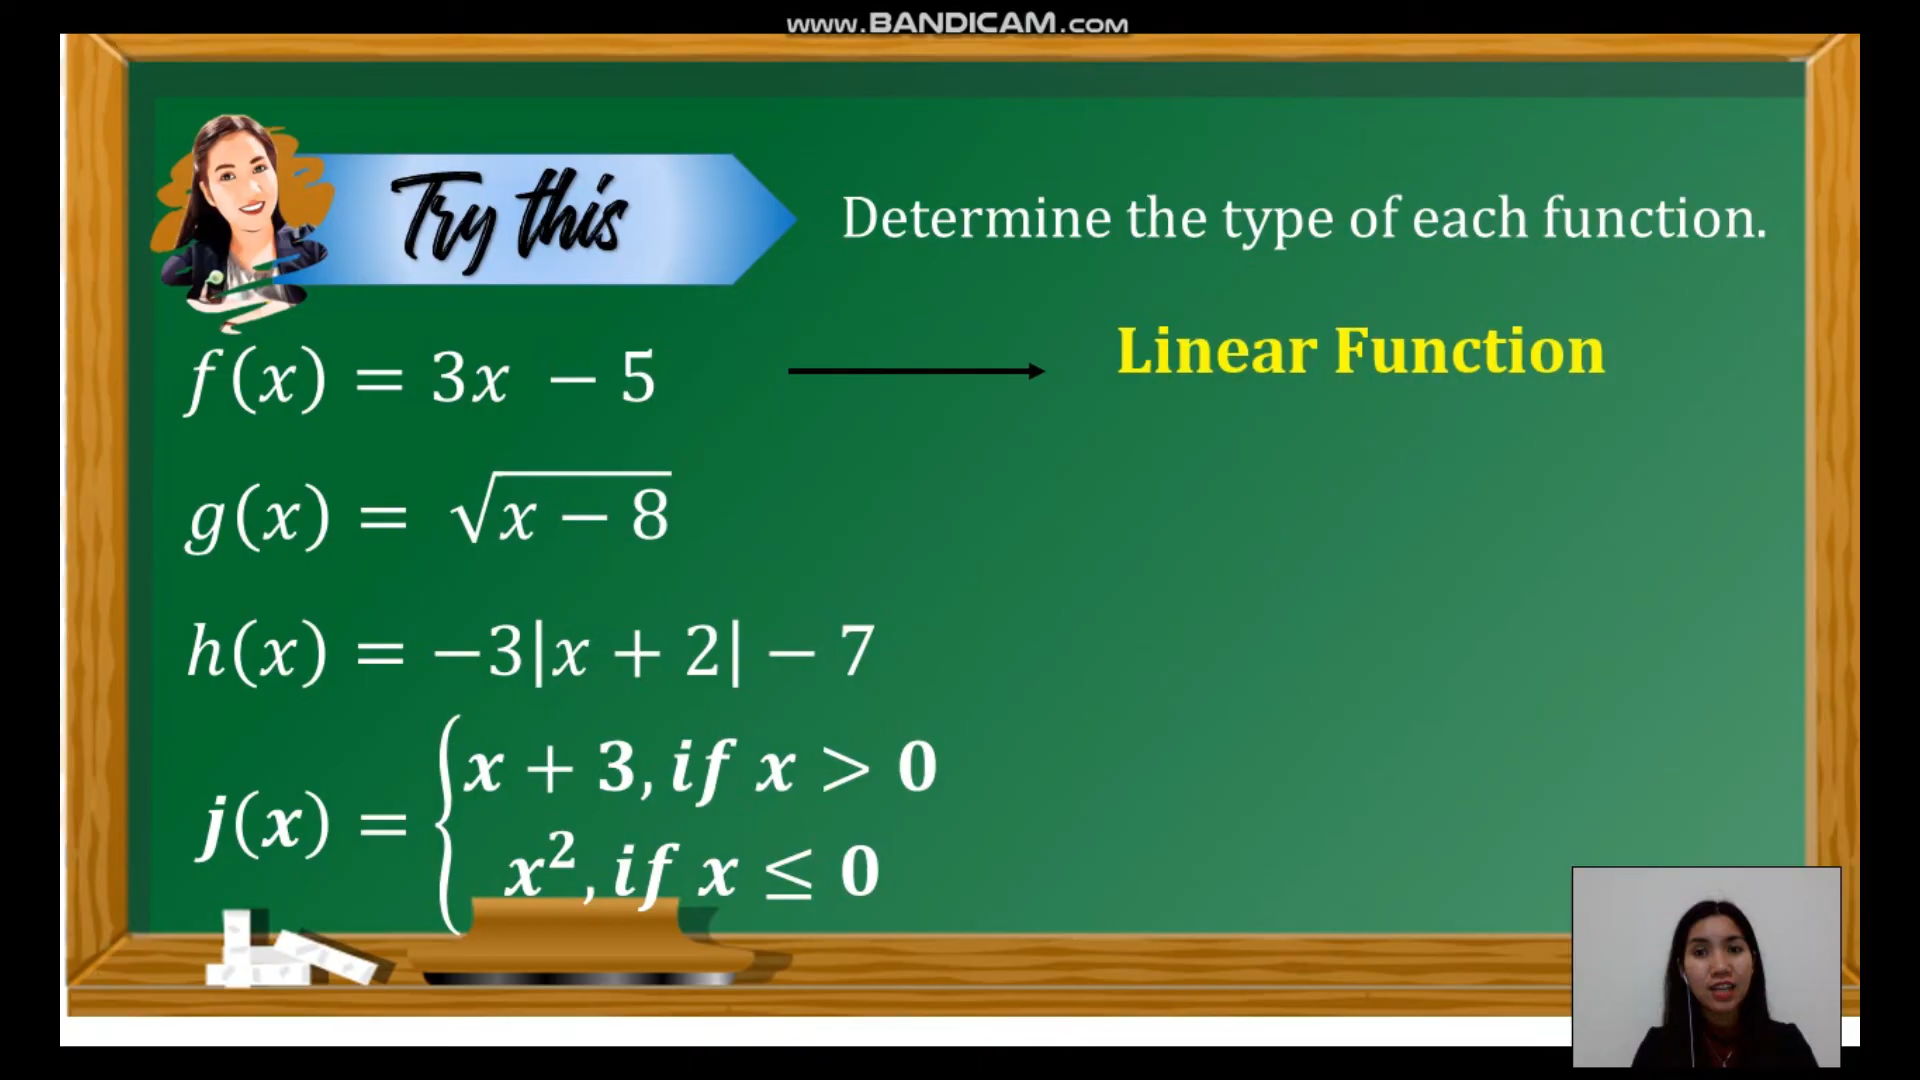 www.BANDICAM.com
Try this
Determine the type of each function.
f(x) = 3x − 5
Linear Function
g(x) = √(x − 8)
h(x) = −3|x + 2| − 7
j(x) = { x + 3, if x > 0
x², if x ≤ 0